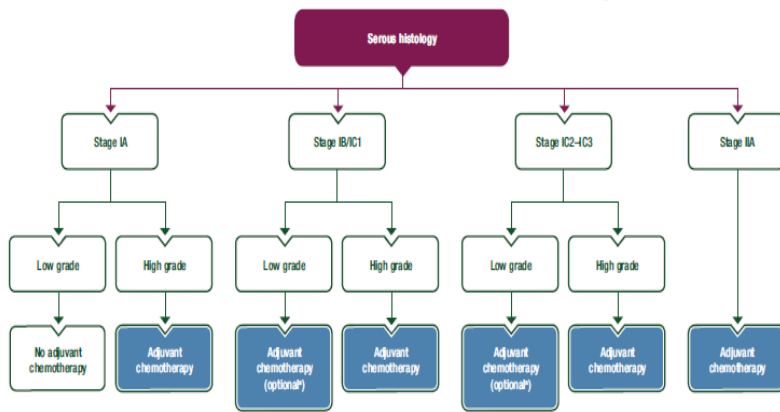 Serous histology
Stage IA
Stage IB/IC1
Stage IC2–IC3
Stage IIA
Low grade
High grade
Low grade
High grade
Low grade
High grade
No adjuvant
chemotherapy
Adjuvant
chemotherapy
Adjuvant
chemotherapy
(optionalᵃ)
Adjuvant
chemotherapy
Adjuvant
chemotherapy
(optionalᵃ)
Adjuvant
chemotherapy
Adjuvant
chemotherapy